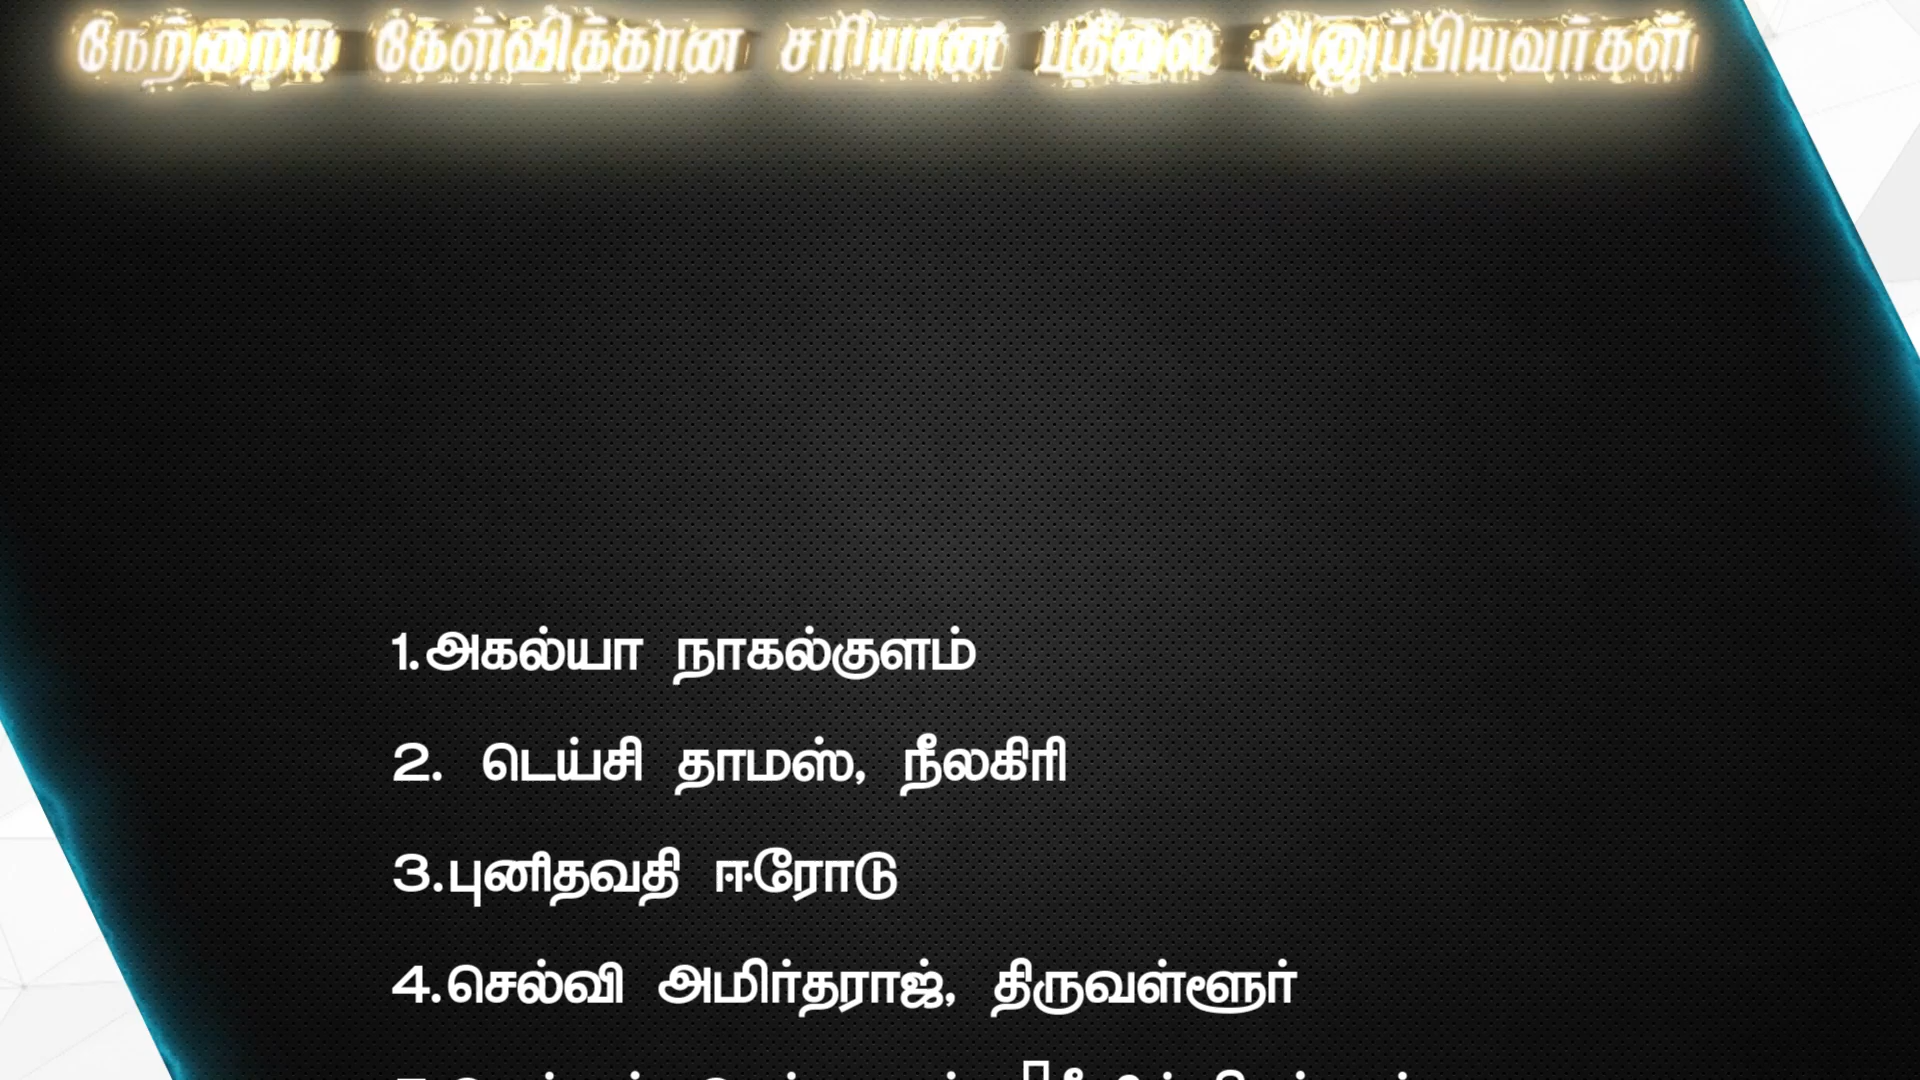 நேற்றைய கேள்விக்கான சரியான பதிலை அனுப்பியவர்கள்
1.அகல்யா நாகல்குளம்
2. டெய்சி தாமஸ், நீலகிரி
3.புனிதவதி ஈரோடு
4.செல்வி அமிர்தராஜ், திருவள்ளூர்